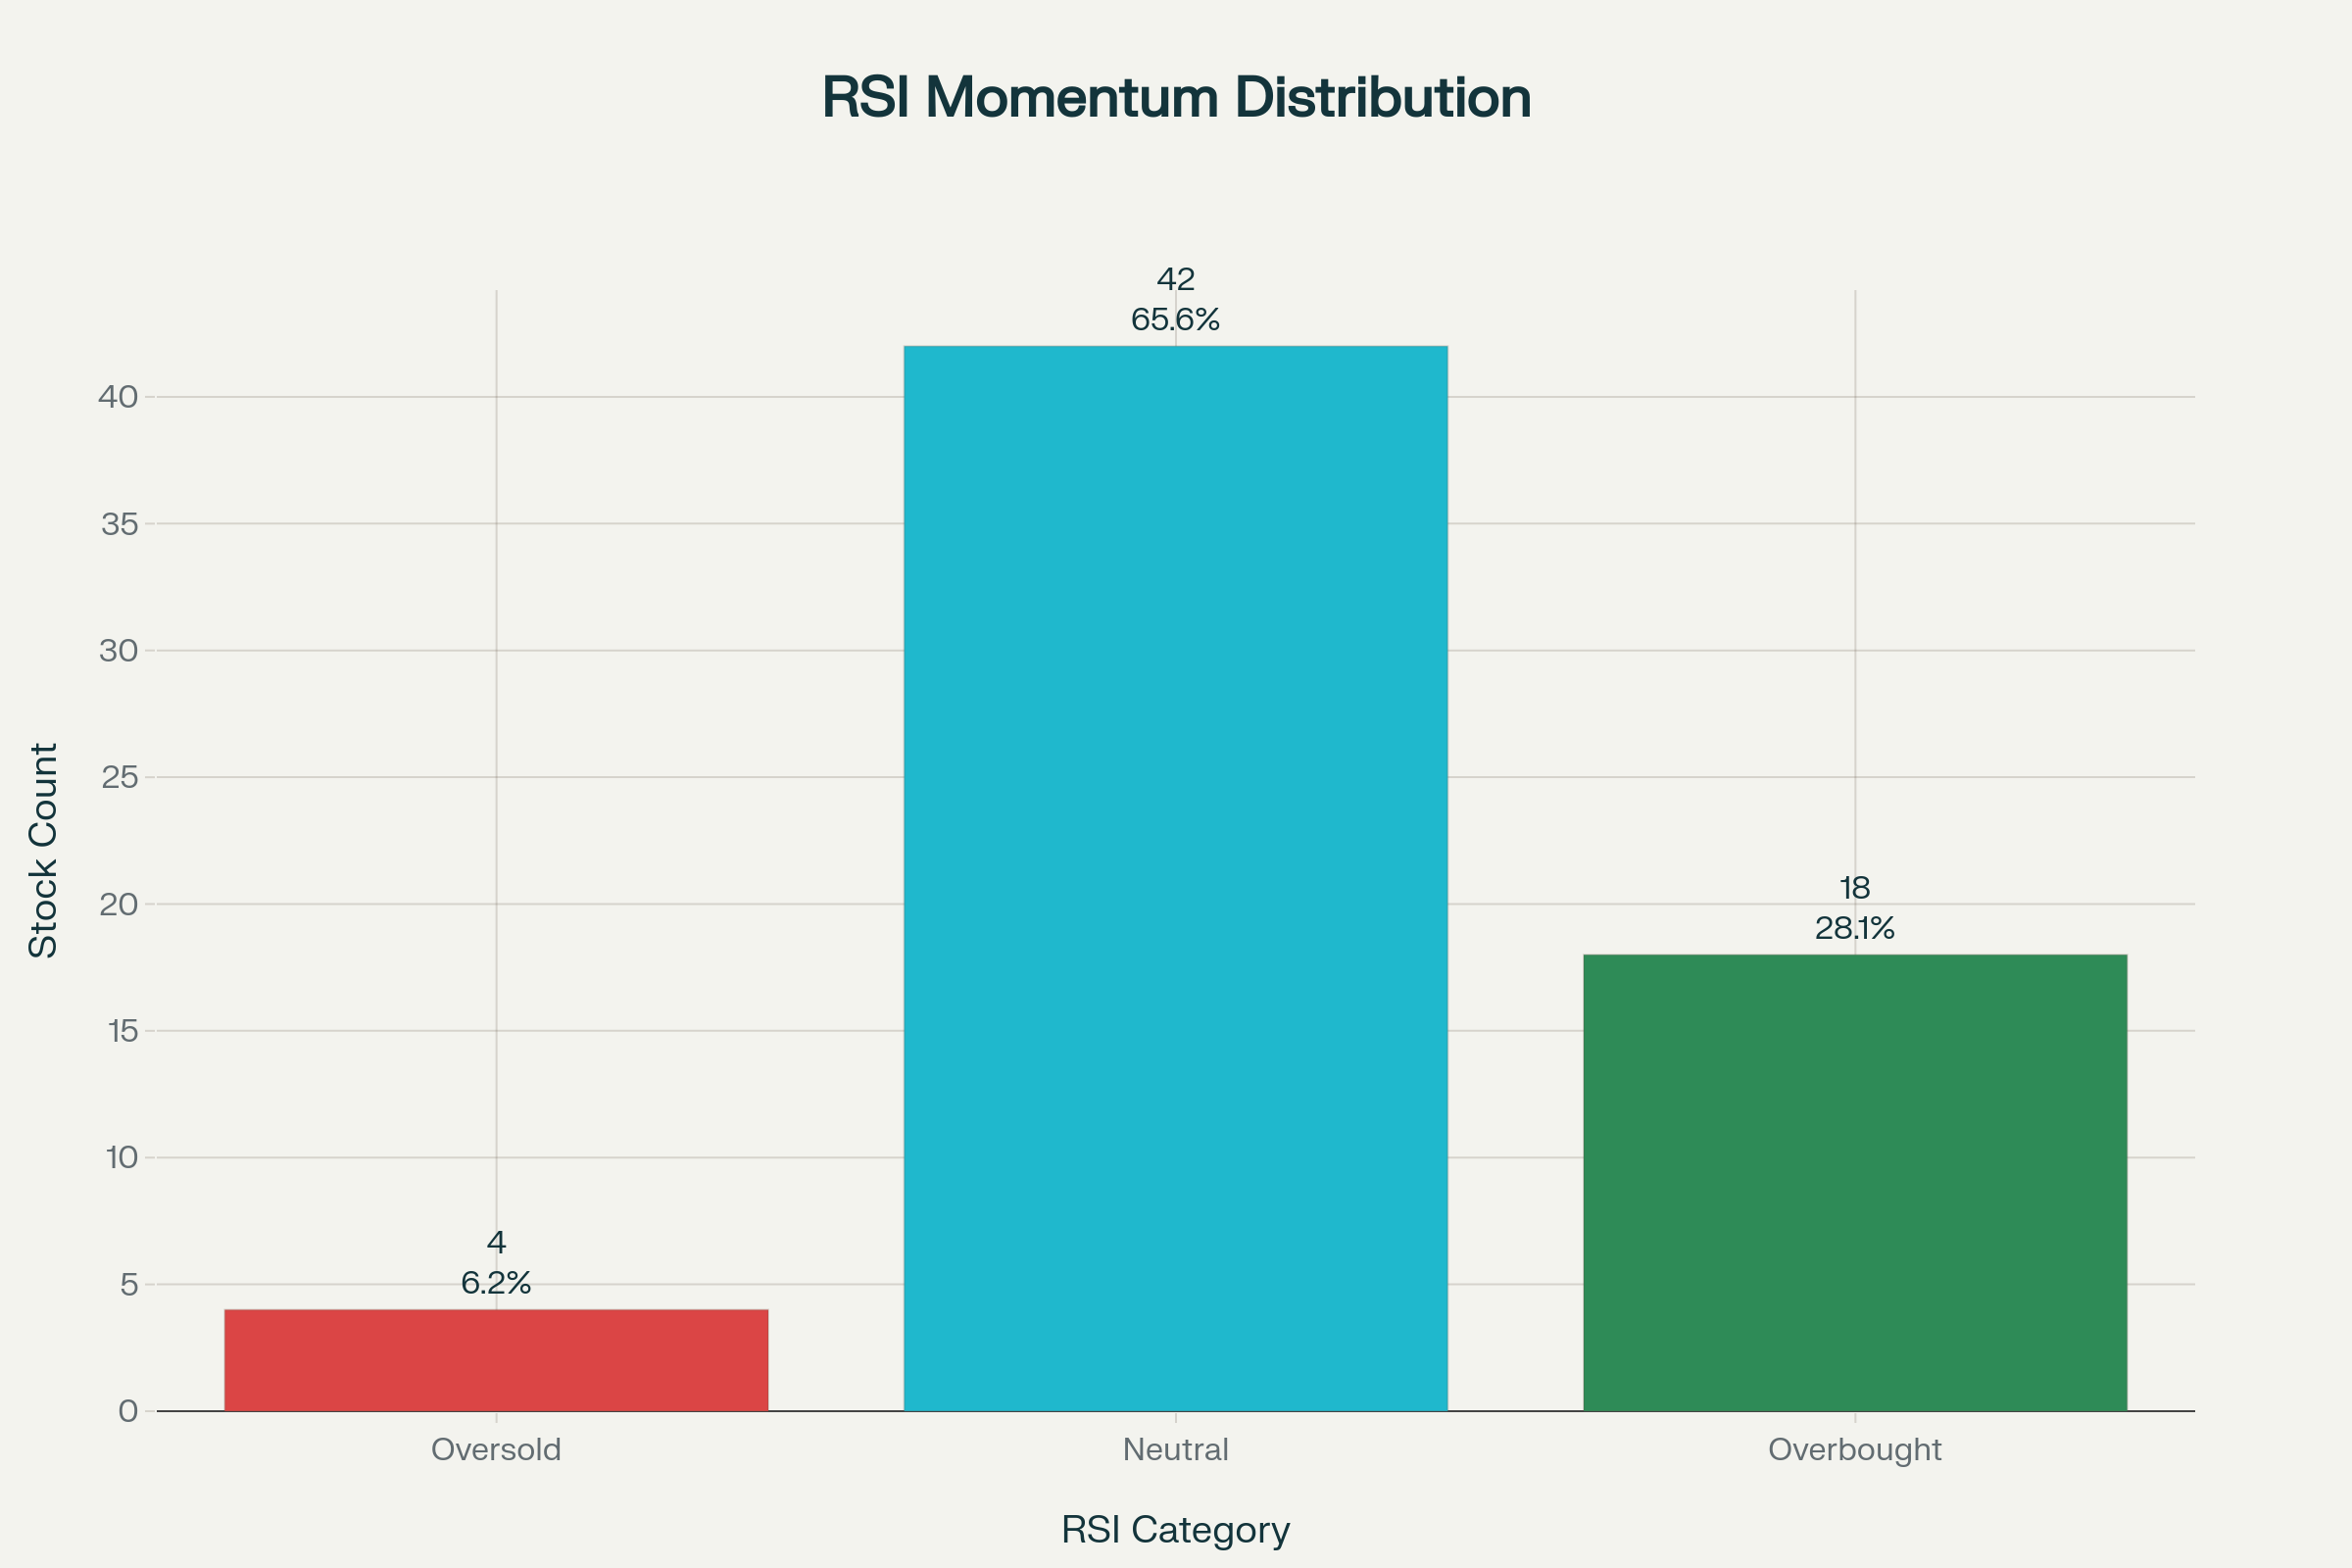 RSI Momentum Distribution
42
65.6%
40
35
30
25
20
15
10
5
0
Stock Count
18
28.1%
4
6.2%
Oversold
Neutral
Overbought
RSI Category